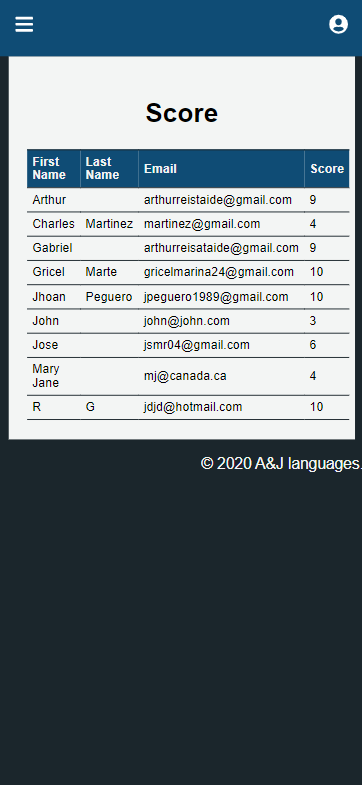 Score
First Name Last Name Email Score
Arthur arthurreistaide@gmail.com 9
Charles Martinez martinez@gmail.com 4
Gabriel arthurreisataide@gmail.com 9
Gricel Marte gricelmarina24@gmail.com 10
Jhoan Peguero jpeguero1989@gmail.com 10
John john@john.com 3
Jose jsmr04@gmail.com 6
Mary Jane mj@canada.ca 4
R G jdjd@hotmail.com 10
© 2020 A&J languages.